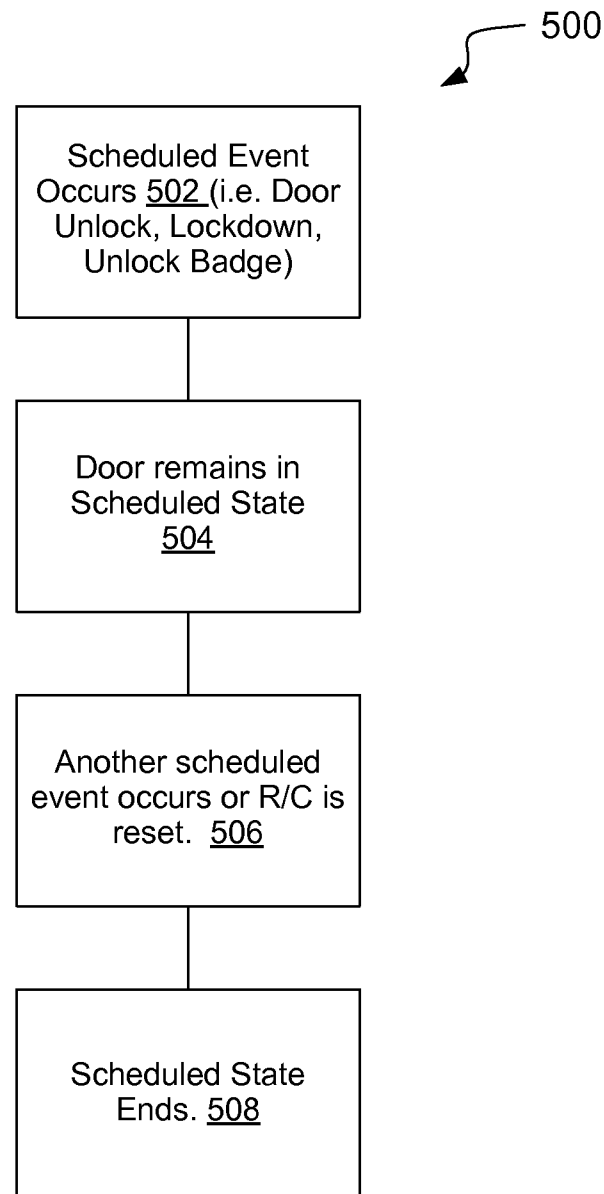 500
Scheduled Event
Occurs 502 (i.e. Door
Unlock, Lockdown,
Unlock Badge)
Door remains in
Scheduled State
504
Another scheduled
event occurs or R/C is
reset. 506
Scheduled State
Ends. 508